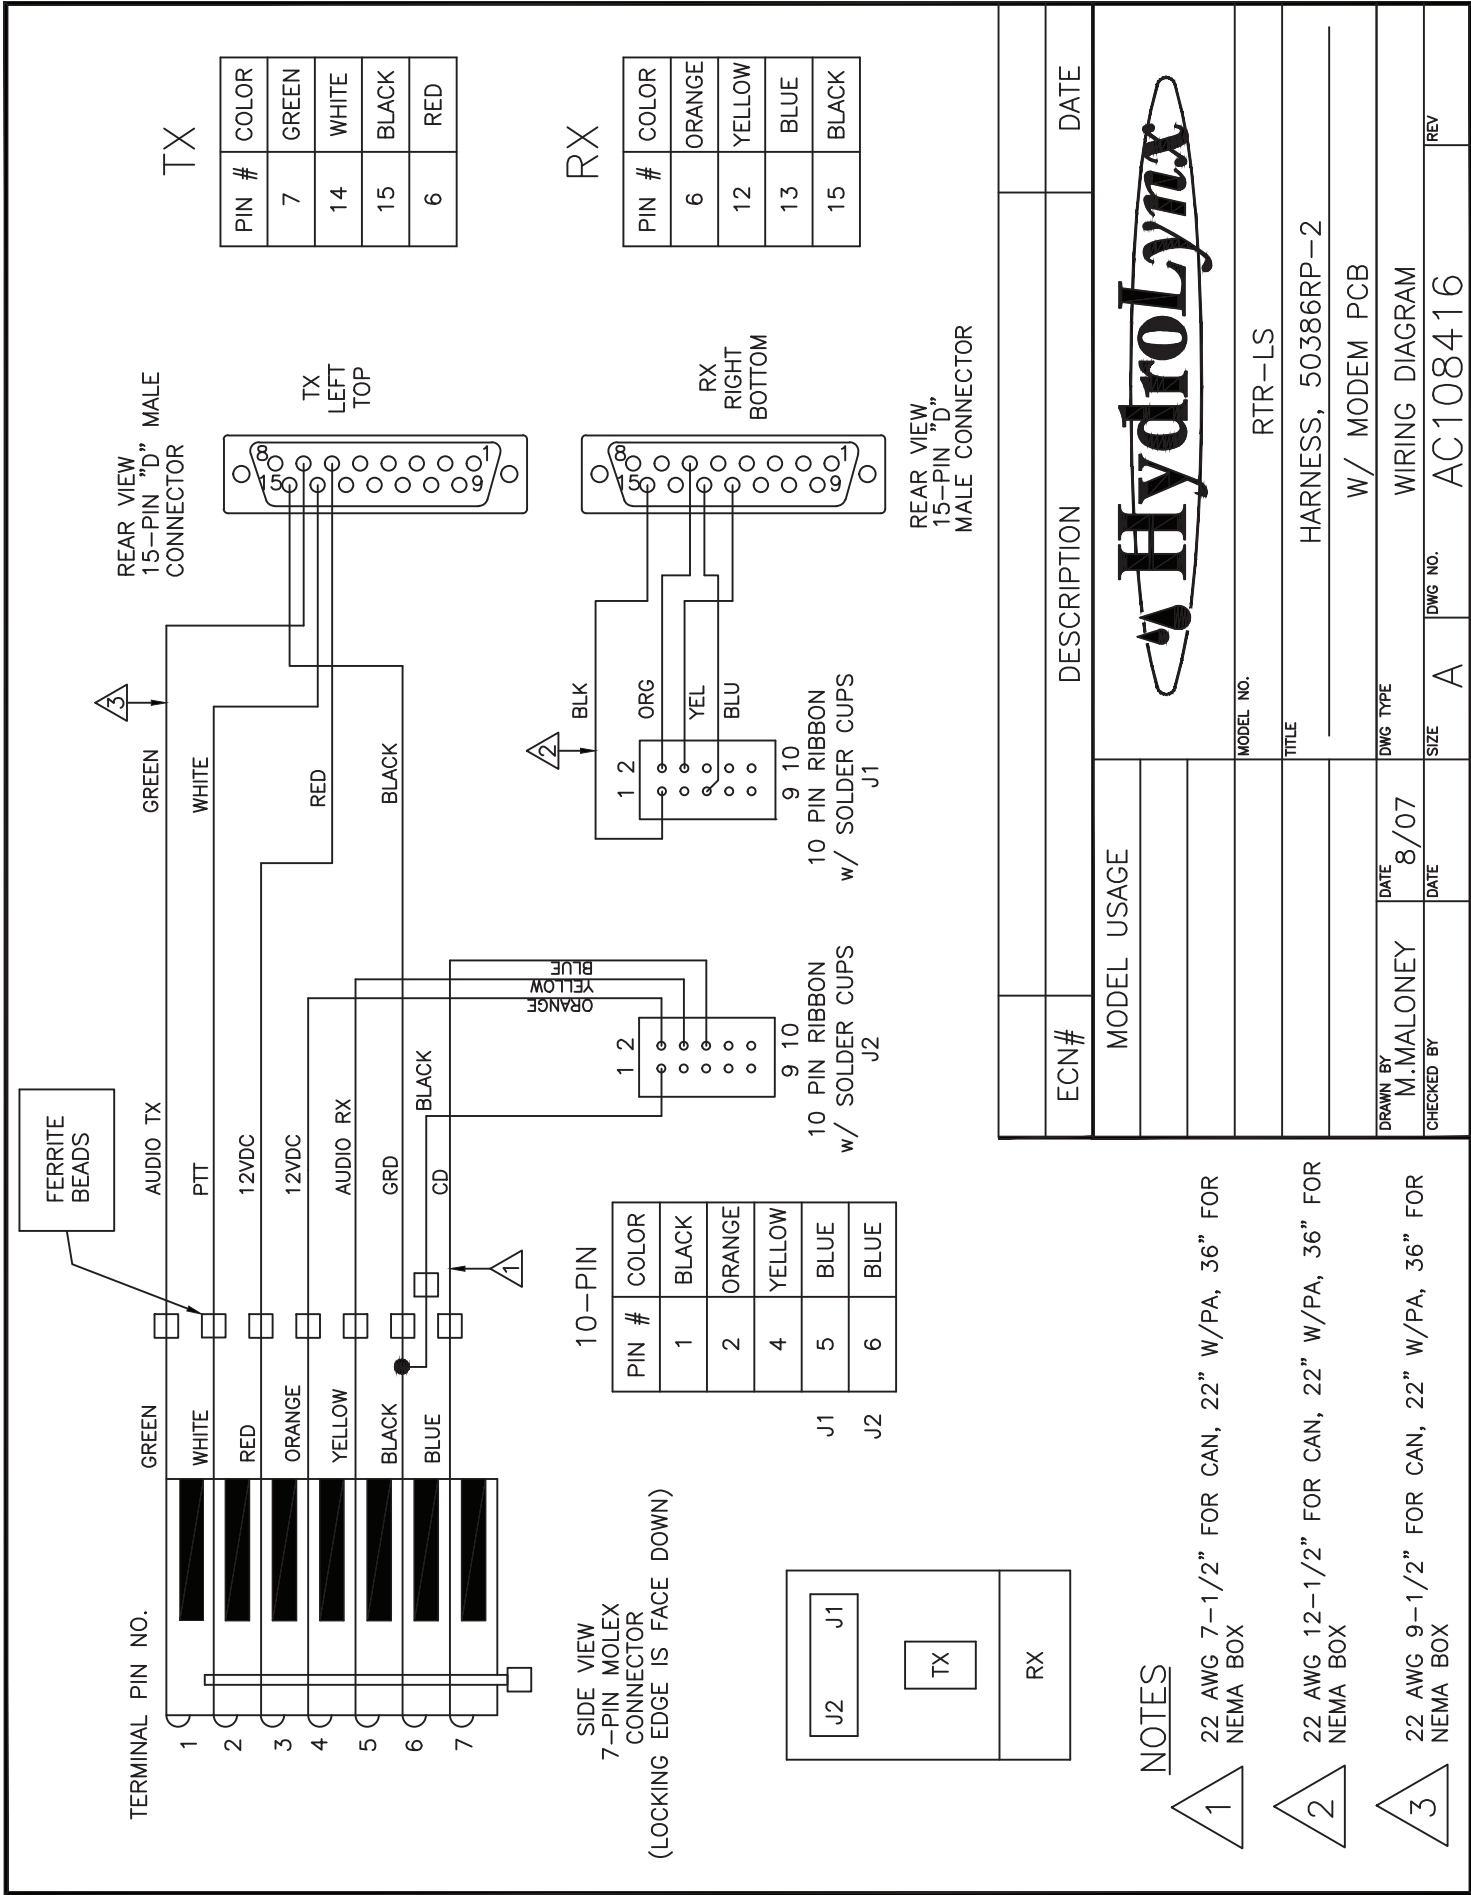 TERMINAL PIN NO.
1
2
3
4
5
6
7
GREEN
WHITE
RED
ORANGE
YELLOW
BLACK
BLUE
FERRITE
BEADS
AUDIO TX
PTT
12VDC
12VDC
AUDIO RX
GRD
CD
BLACK
1
GREEN
WHITE
RED
BLACK
3
REAR VIEW
15-PIN "D" MALE
CONNECTOR
8
15
1
9
TX
LEFT
TOP
TX
PIN # COLOR
7 GREEN
14 WHITE
15 BLACK
6 RED
SIDE VIEW
7-PIN MOLEX
CONNECTOR
(LOCKING EDGE IS FACE DOWN)
10-PIN
PIN # COLOR
1 BLACK
2 ORANGE
4 YELLOW
J1 5 BLUE
J2 6 BLUE
ORANGE
YELLOW
BLUE
1 2
9 10
10 PIN RIBBON
w/ SOLDER CUPS
J2
2
BLK
ORG
YEL
BLU
1 2
9 10
10 PIN RIBBON
w/ SOLDER CUPS
J1
8
15
1
9
RX
RIGHT
BOTTOM
REAR VIEW
15-PIN "D"
MALE CONNECTOR
RX
PIN # COLOR
6 ORANGE
12 YELLOW
13 BLUE
15 BLACK
J2 J1
TX
RX
NOTES
1 22 AWG 7-1/2" FOR CAN, 22" W/PA, 36" FOR
NEMA BOX
2 22 AWG 12-1/2" FOR CAN, 22" W/PA, 36" FOR
NEMA BOX
3 22 AWG 9-1/2" FOR CAN, 22" W/PA, 36" FOR
NEMA BOX
ECN# DESCRIPTION DATE
MODEL USAGE
HydroLynx
MODEL NO.
RTR-LS
TITLE
HARNESS, 50386RP-2
W/ MODEM PCB
DRAWN BY
M.MALONEY
DATE
8/07
DWG TYPE
WIRING DIAGRAM
CHECKED BY
DATE
SIZE
A
DWG NO.
AC108416
REV